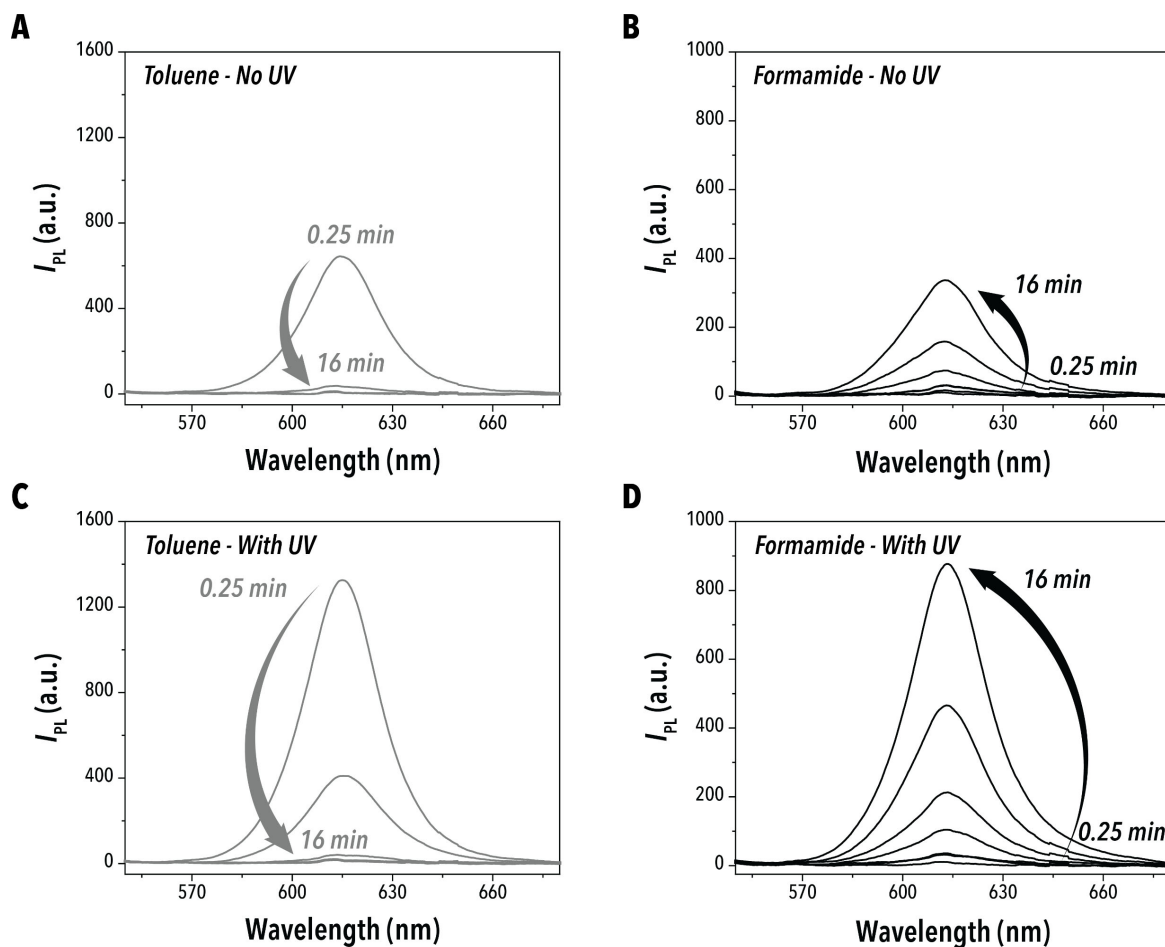 A
Toluene - No UV
1600
1200
800
400
0
0.25 min
16 min
570
600
630
660
I PL (a.u.)
Wavelength (nm)
B
Formamide - No UV
1000
800
600
400
200
0
16 min
0.25 min
570
600
630
660
I PL (a.u.)
Wavelength (nm)
C
Toluene - With UV
1600
1200
800
400
0
0.25 min
16 min
570
600
630
660
I PL (a.u.)
Wavelength (nm)
D
Formamide - With UV
1000
800
600
400
200
0
16 min
0.25 min
570
600
630
660
I PL (a.u.)
Wavelength (nm)